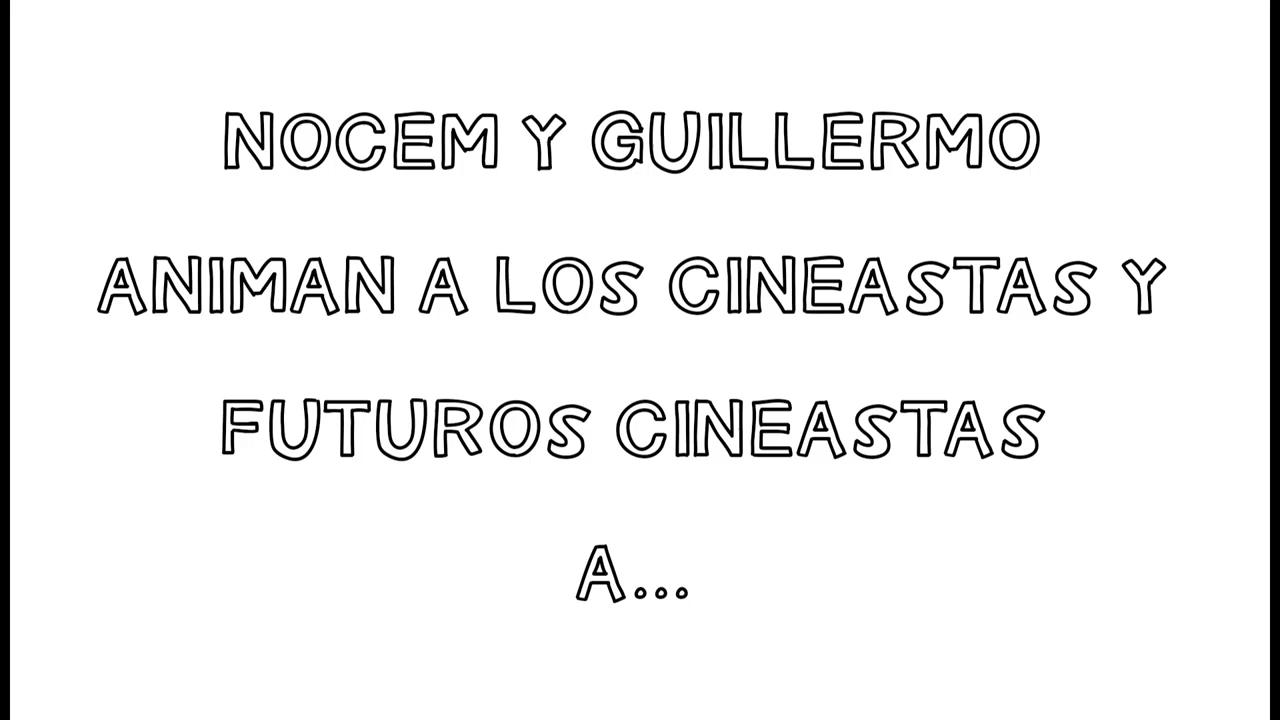 NOCEM Y GUILLERMO
ANIMAN A LOS CINEASTAS Y
FUTUROS CINEASTAS
A...